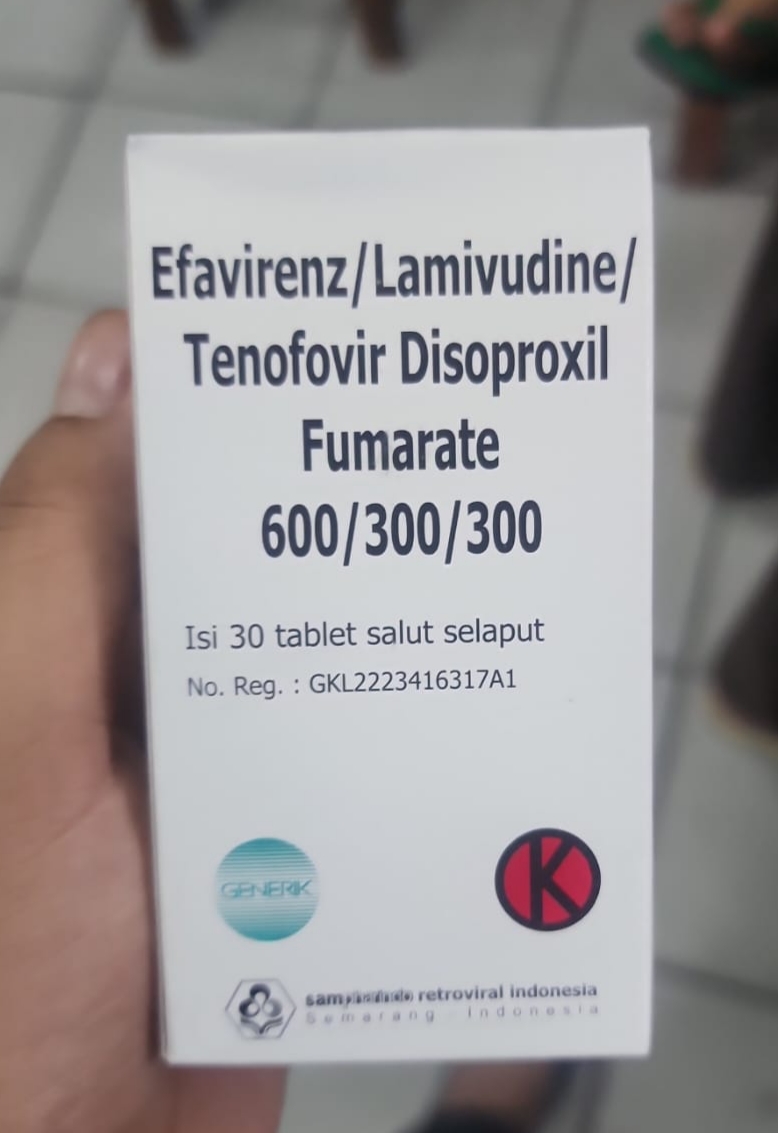 Efavirenz/Lamivudine/
Tenofovir Disoproxil
Fumarate
600/300/300
Isi 30 tablet salut selaput
No. Reg. : GKL2223416317A1
GENERIK
K
retroviral indonesia
Semarang Indonesia